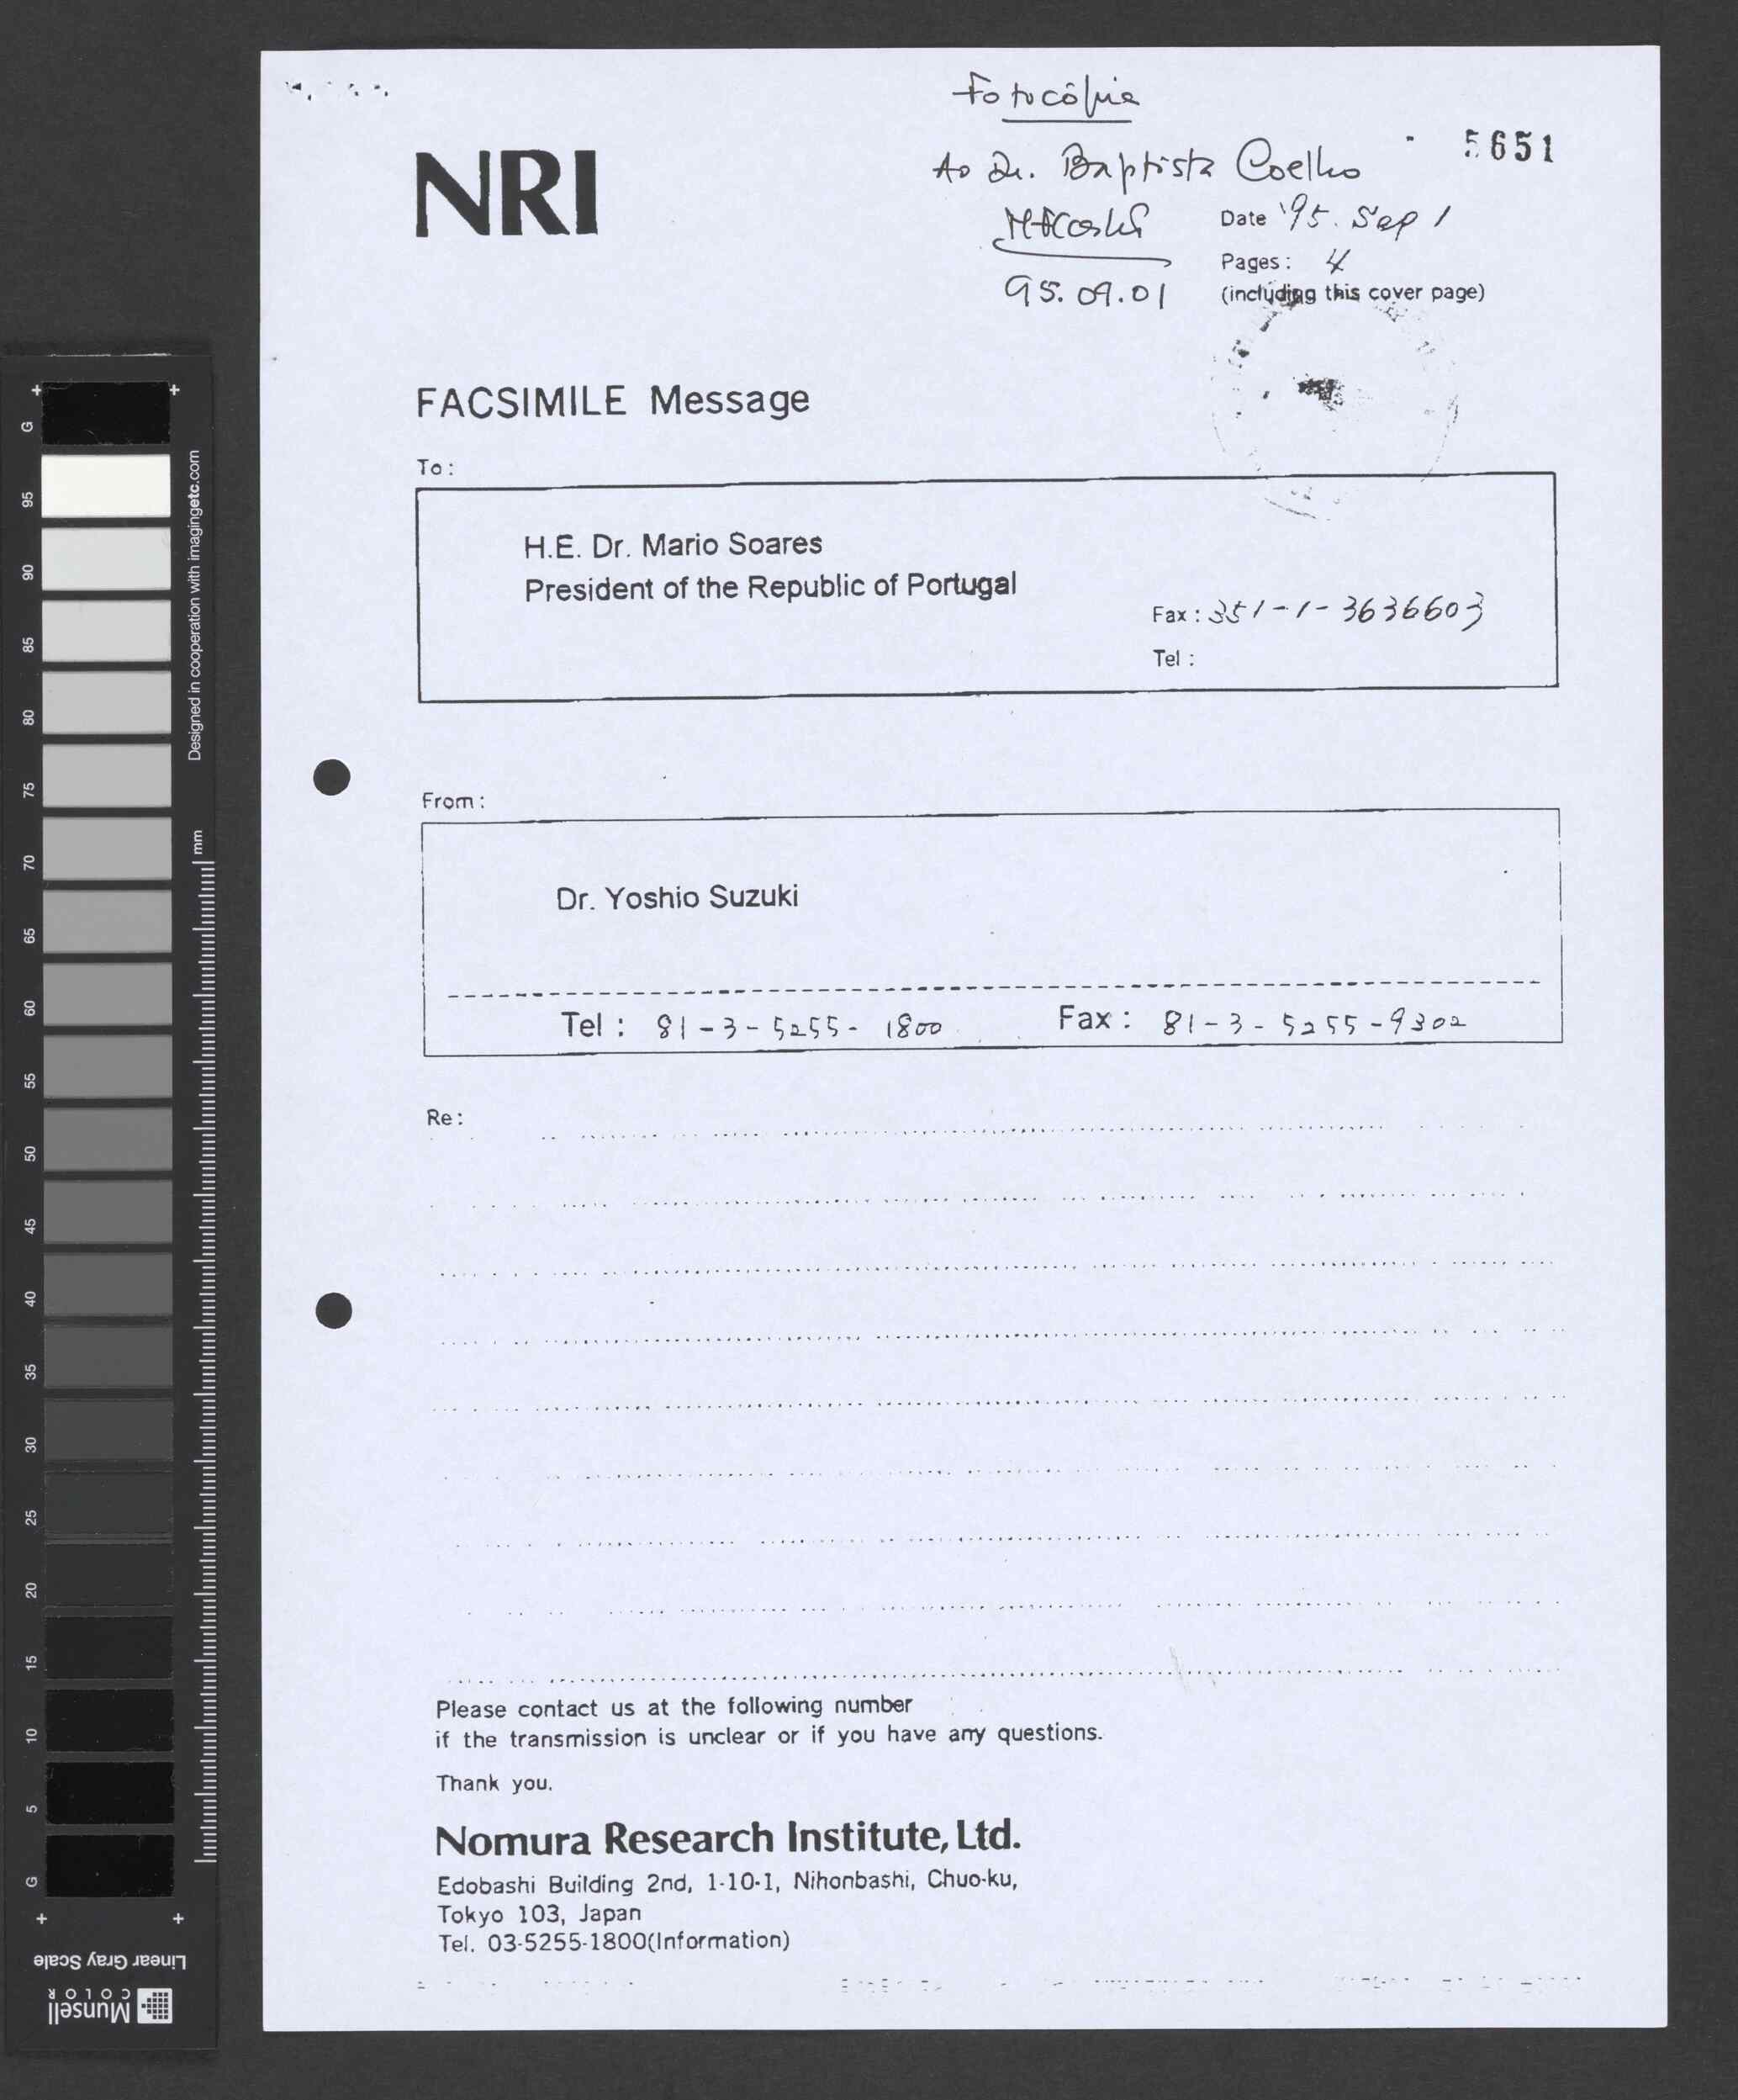 Fotocópia
Ao Dr. Baptista Coelho
5651
NRI
Date '95. Sep 1
Pages: 4
95.09.01
(including this cover page)
FACSIMILE Message
To:
H.E. Dr. Mario Soares
President of the Republic of Portugal
Fax: 351-1-3636603
Tel:
From:
Dr. Yoshio Suzuki
Tel: 81-3-5255-1800 Fax: 81-3-5255-9302
Re:
Please contact us at the following number
if the transmission is unclear or if you have any questions.
Thank you.
Nomura Research Institute, Ltd.
Edobashi Building 2nd, 1-10-1, Nihonbashi, Chuo-ku,
Tokyo 103, Japan
Tel. 03-5255-1800(Information)
G
95
90
85
80
75
70
65
60
55
50
45
40
35
30
25
20
15
10
5
G
Designed in cooperation with imagingetc.com
mm
Linear Gray Scale
Munsell
COLOR